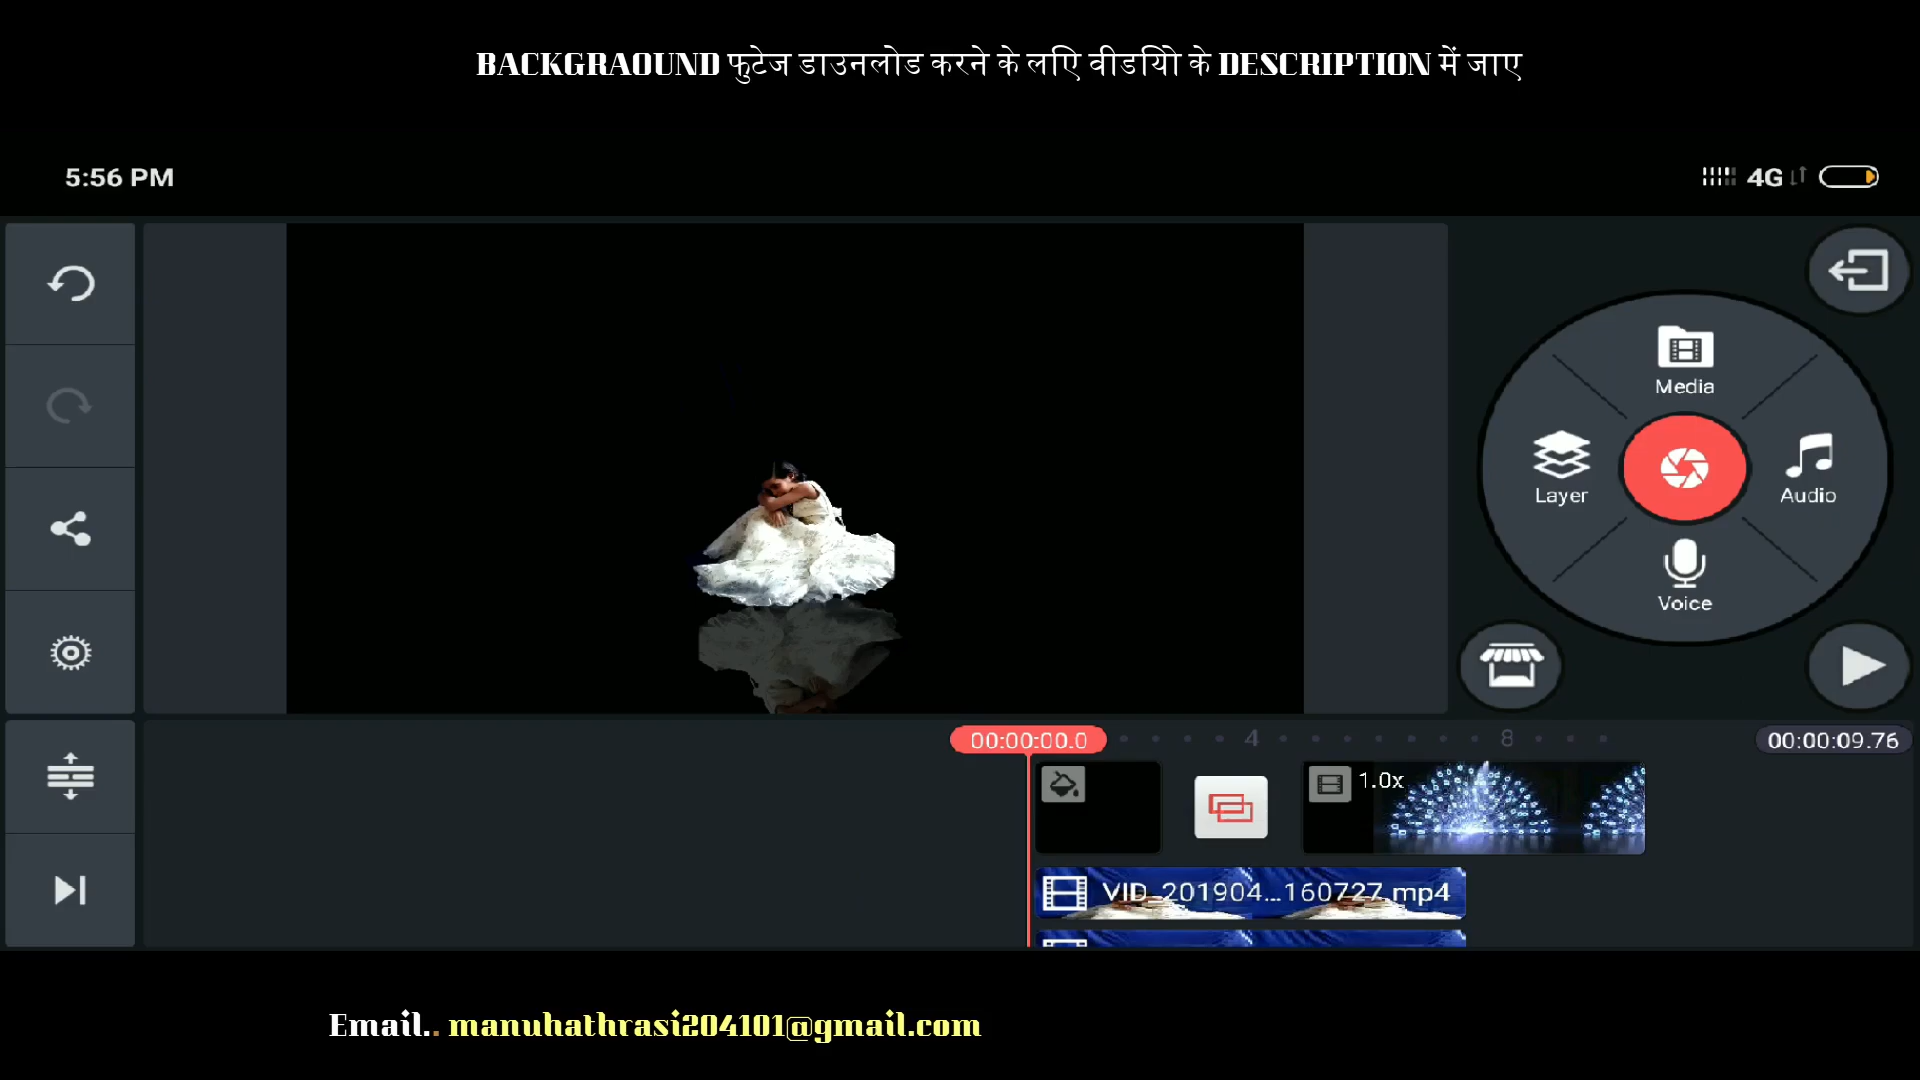 BACKGRAOUND फुटेज डाउनलोड करने के लिए वीडियो के DESCRIPTION में जाए
5:56 PM
4G
Media
Layer
Audio
Voice
00:00:00.0
4
8
00:00:09.76
1.0x
VID_201904...160727.mp4
Email.. manuhathrasi204101@gmail.com